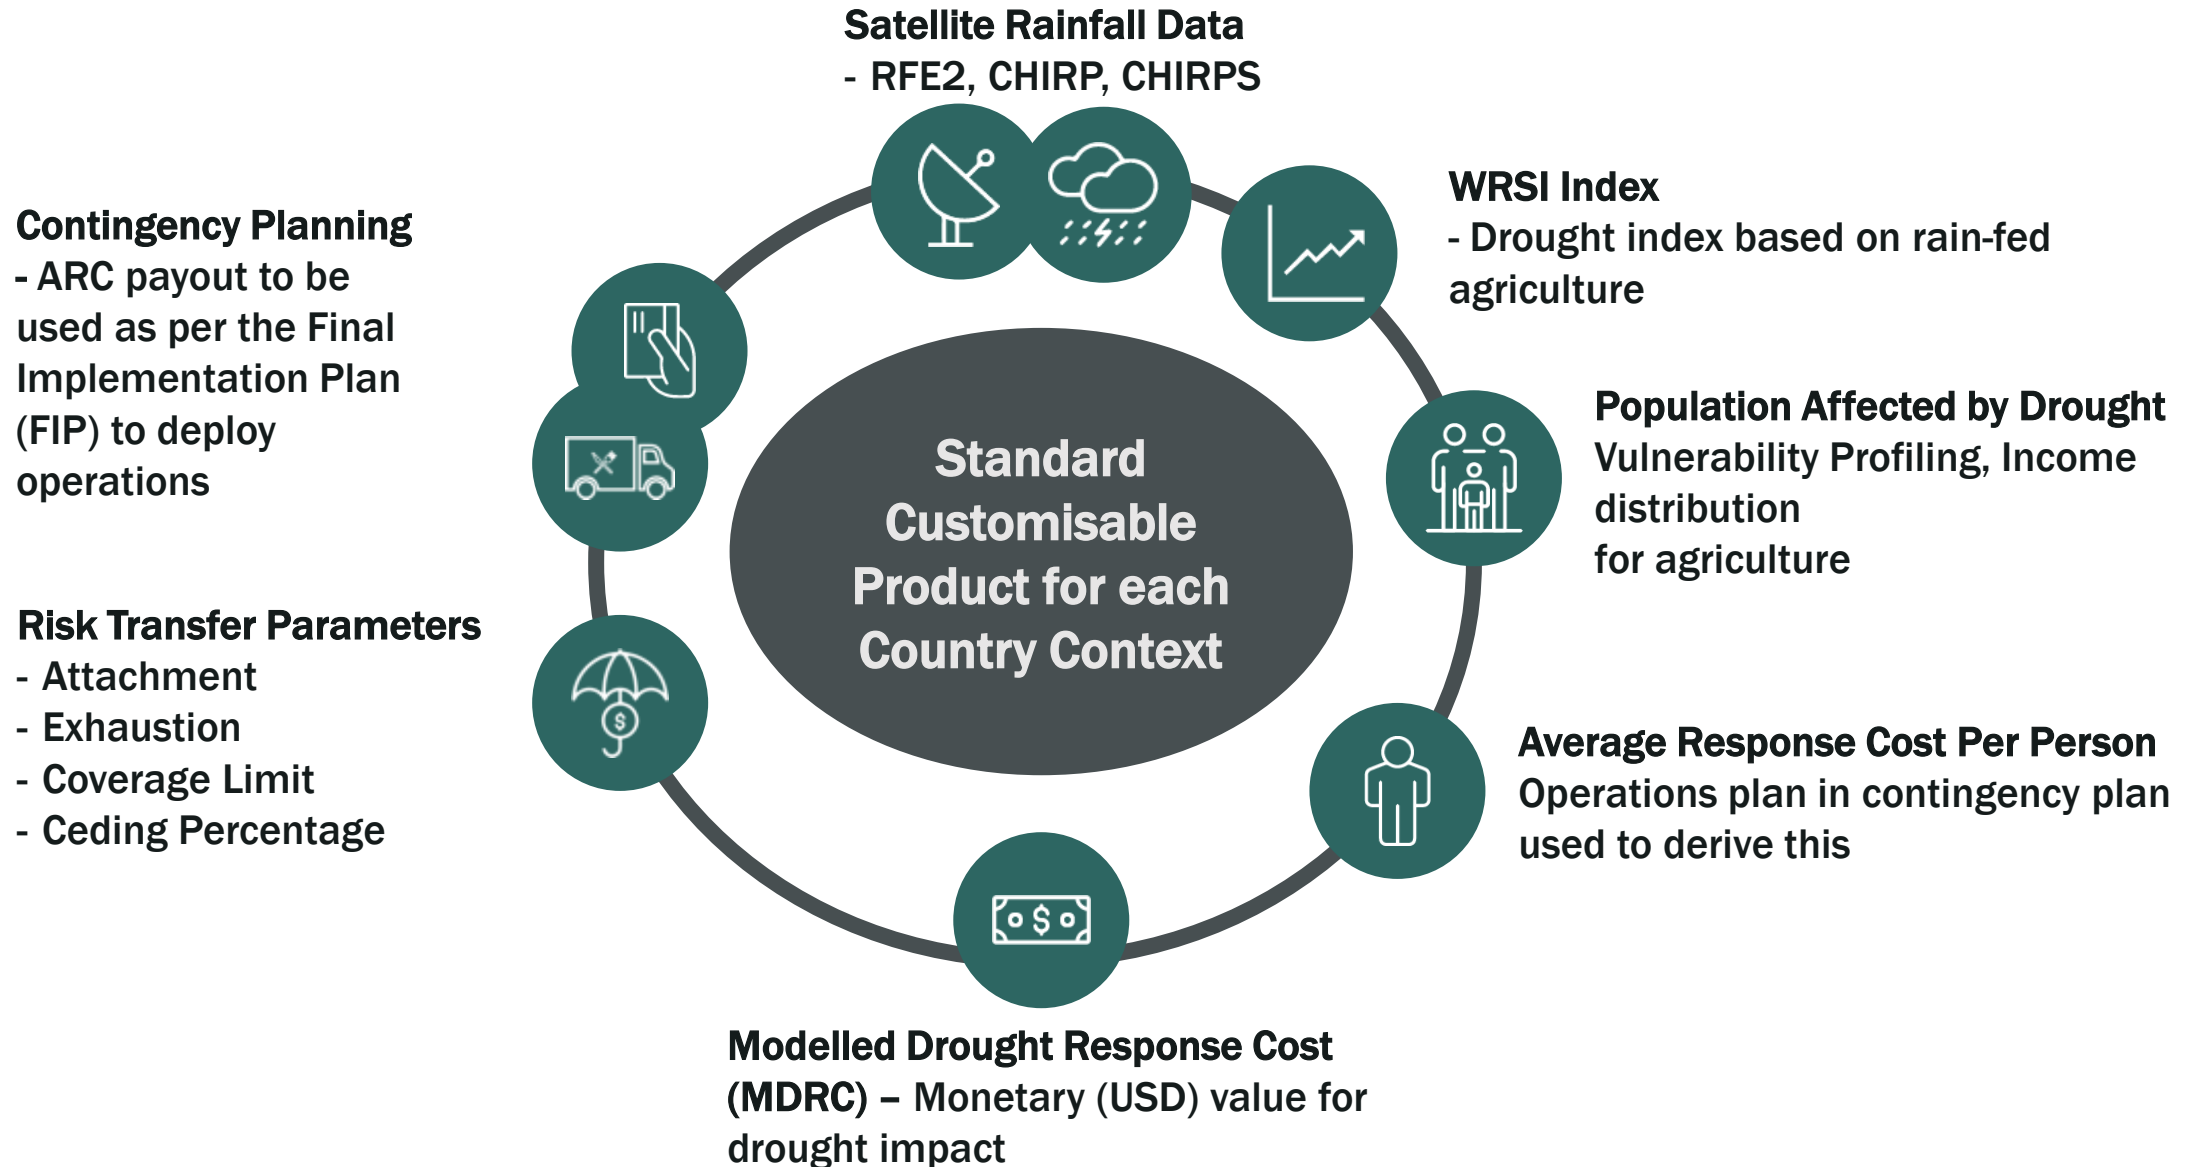 Satellite Rainfall Data
- RFE2, CHIRP, CHIRPS
WRSI Index
- Drought index based on rain-fed
agriculture
Population Affected by Drought
Vulnerability Profiling, Income
distribution
for agriculture
Average Response Cost Per Person
Operations plan in contingency plan
used to derive this
Modelled Drought Response Cost
(MDRC) – Monetary (USD) value for
drought impact
Risk Transfer Parameters
- Attachment
- Exhaustion
- Coverage Limit
- Ceding Percentage
Contingency Planning
- ARC payout to be
used as per the Final
Implementation Plan
(FIP) to deploy
operations
Standard
Customisable
Product for each
Country Context
$
$